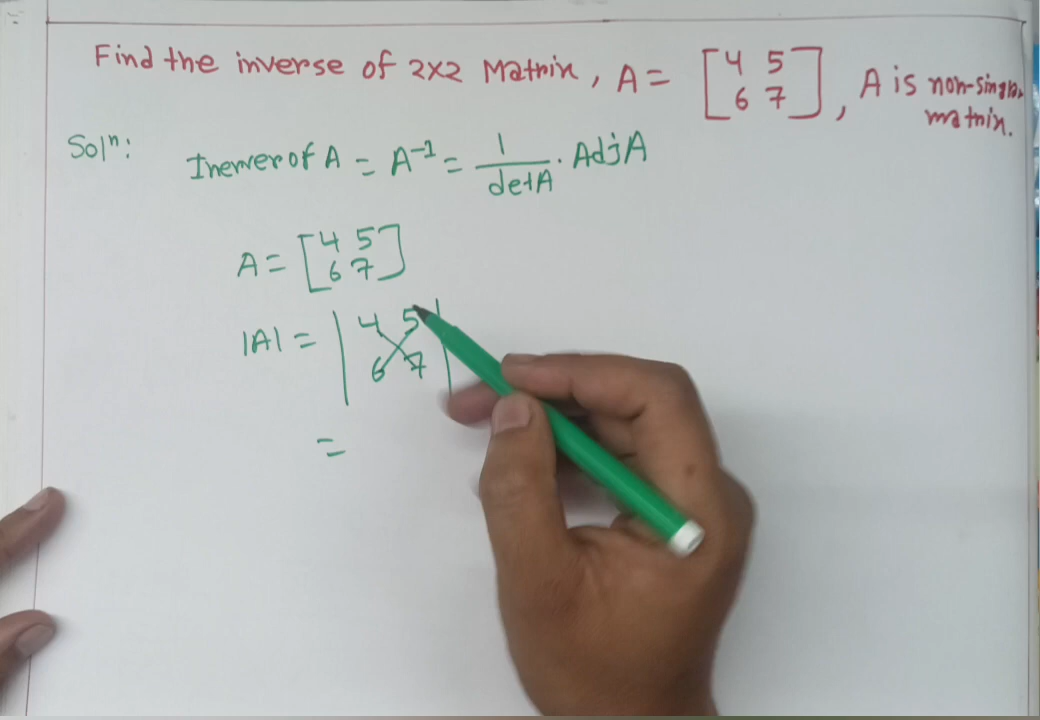 Find the inverse of 2x2 Matrix, A = [4 5
6 7], A is non-singular
matrix.
Solⁿ:
Inerver of A = A⁻¹ = 1/detA · AdjA
A = [4 5
6 7]
|A| = |4 5
6 7|
=